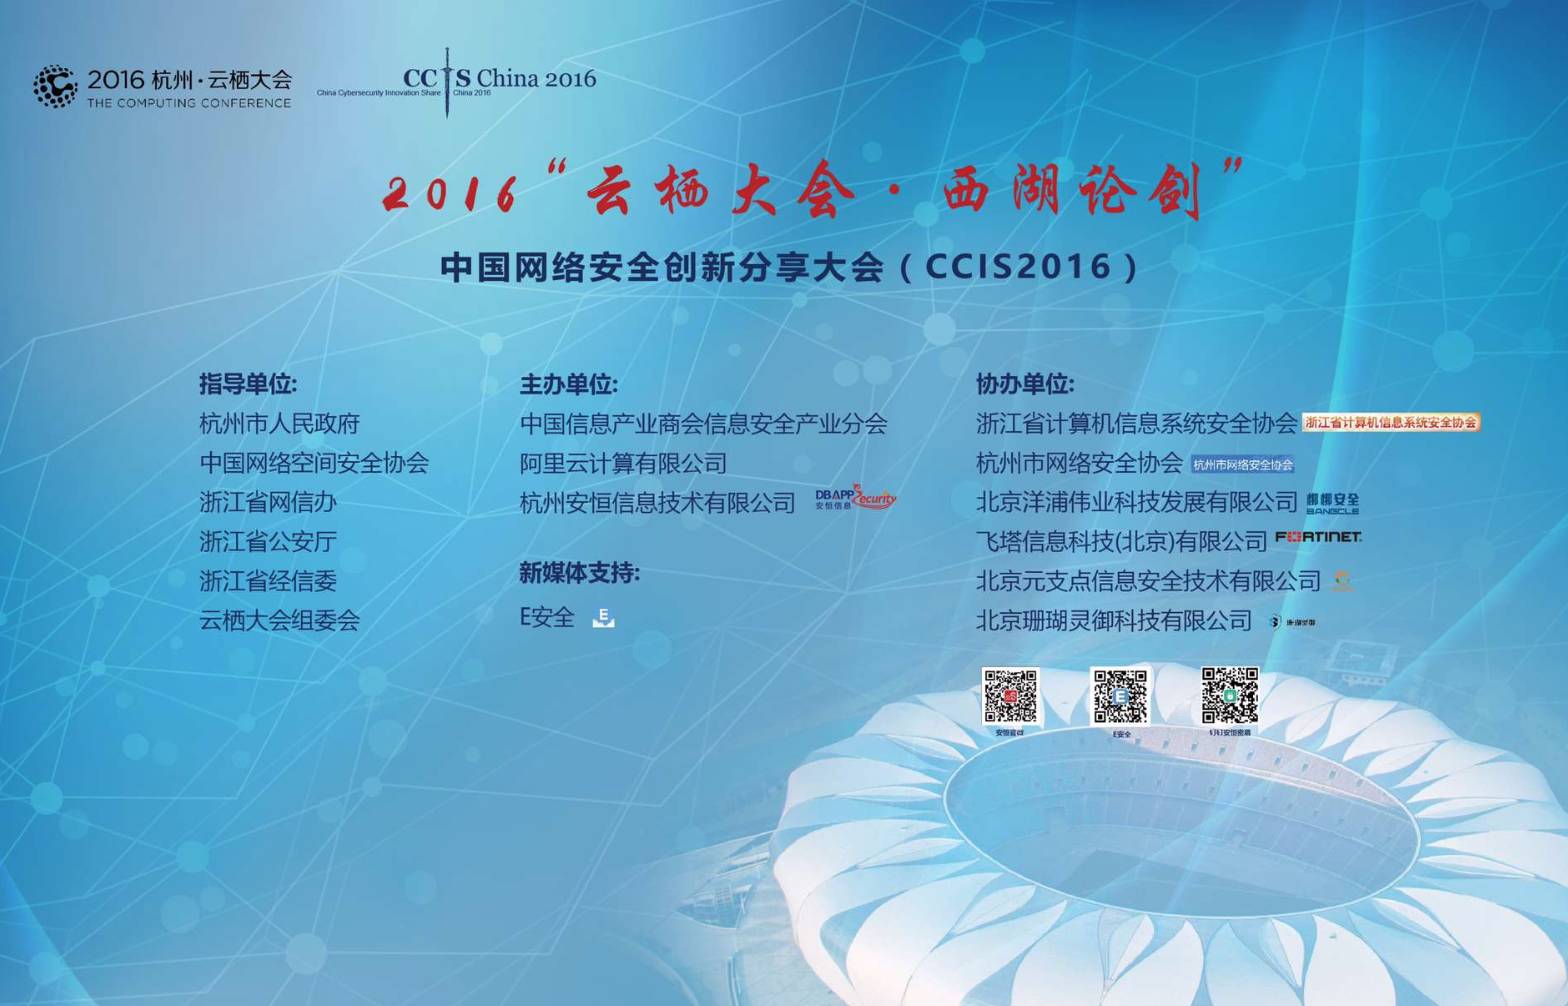 2016 杭州·云栖大会
THE COMPUTING CONFERENCE
CCIS China 2016
China Cybersecurity Innovation Share China 2016
2016“云栖大会·西湖论剑”
中国网络安全创新分享大会（CCIS2016）
指导单位:
杭州市人民政府
中国网络空间安全协会
浙江省网信办
浙江省公安厅
浙江省经信委
云栖大会组委会
主办单位:
中国信息产业商会信息安全产业分会
阿里云计算有限公司
杭州安恒信息技术有限公司 DBAPPSecurity 安恒信息
新媒体支持:
E安全 E
协办单位:
浙江省计算机信息系统安全协会 浙江省计算机信息系统安全协会
杭州市网络安全协会 杭州市网络安全协会
北京洋浦伟业科技发展有限公司 梆梆安全 BANGCLE
飞塔信息科技(北京)有限公司 FORTINET
北京元支点信息安全技术有限公司
北京珊瑚灵御科技有限公司 珊瑚灵御
安恒官微
E安全
钉钉安恒密盾